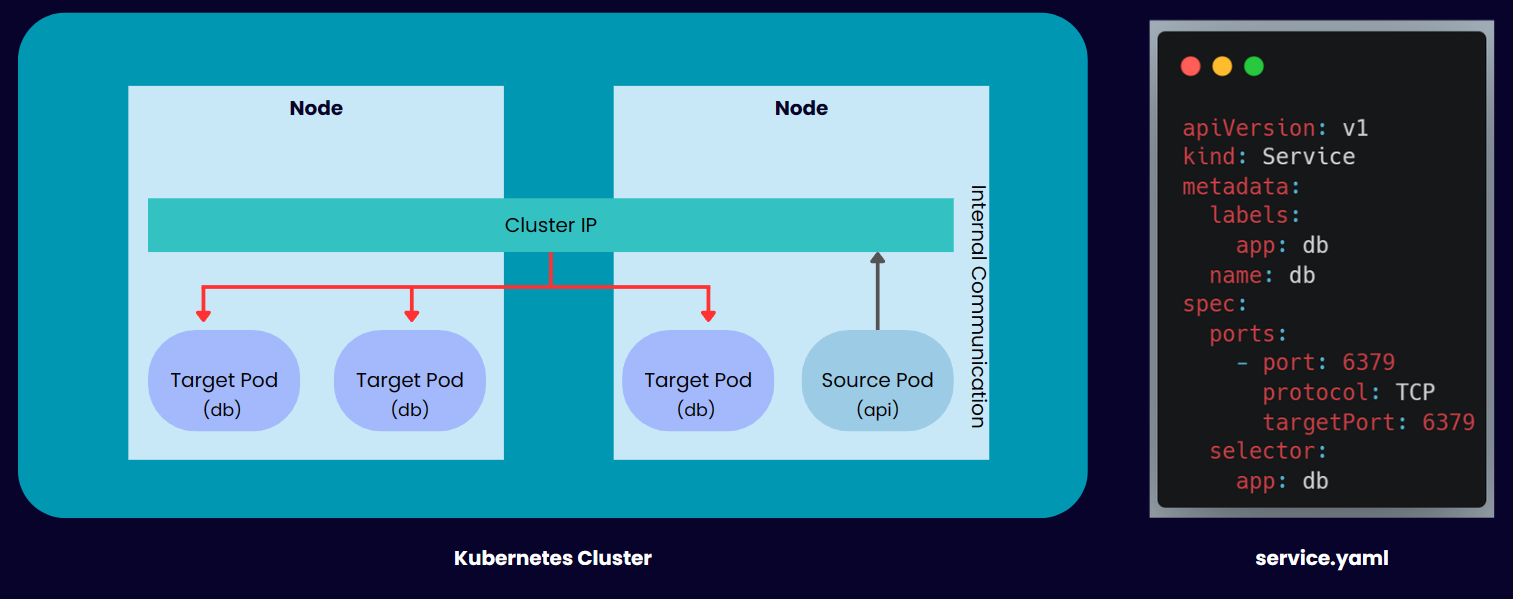 Node
Node
Cluster IP
Internal Communication
Target Pod
(db)
Target Pod
(db)
Target Pod
(db)
Source Pod
(api)
Kubernetes Cluster
apiVersion: v1
kind: Service
metadata:
  labels:
    app: db
  name: db
spec:
  ports:
    - port: 6379
      protocol: TCP
      targetPort: 6379
  selector:
    app: db
service.yaml